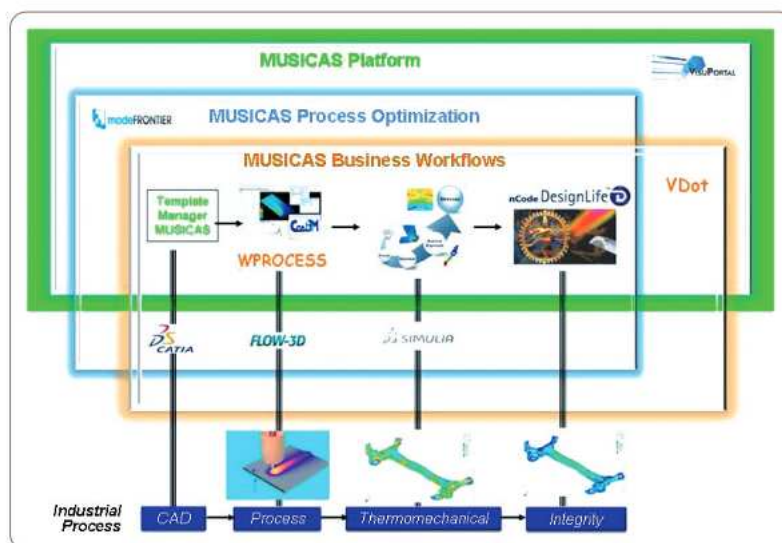 MUSICAS Platform
VISUPORTAL
modeFRONTIER
MUSICAS Process Optimization
MUSICAS Business Workflows
VDot
Template
Manager
MUSICAS
nCode DesignLife
WPROCESS
CATIA
FLOW-3D
SIMULIA
Industrial
Process
CAD
Process
Thermomechanical
Integrity